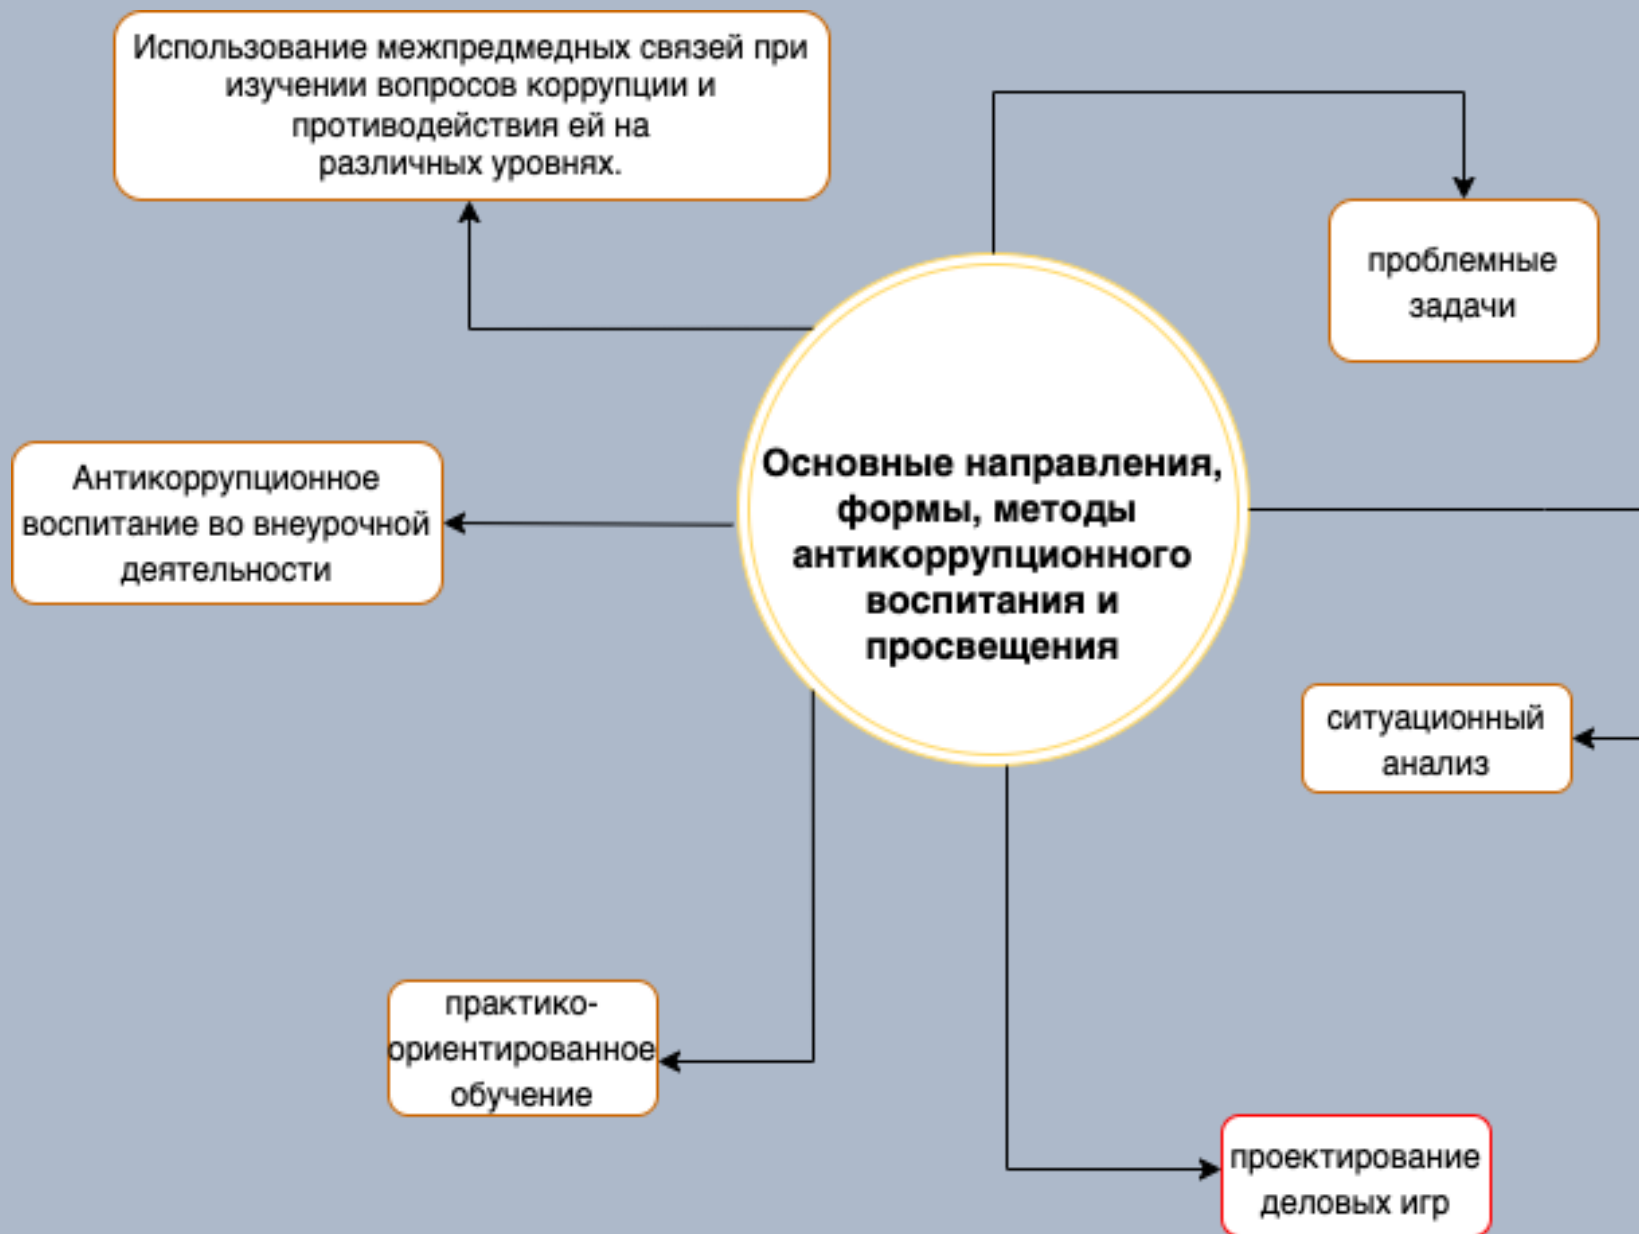 Использование межпредмедных связей при
изучении вопросов коррупции и
противодействия ей на
различных уровнях.
проблемные
задачи
Основные направления,
формы, методы
антикоррупционного
воспитания и
просвещения
Антикоррупционное
воспитание во внеурочной
деятельности
ситуационный
анализ
практико-
ориентированное
обучение
проектирование
деловых игр